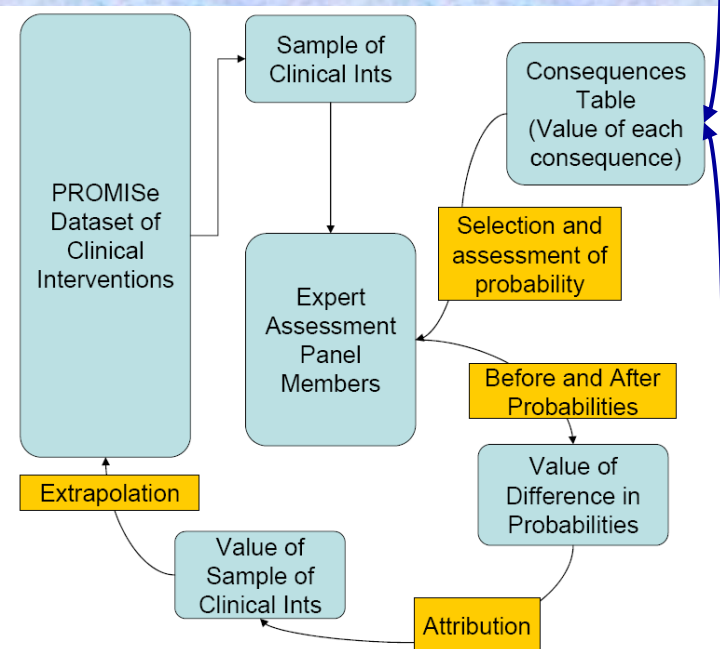 Sample of
Clinical Ints
Consequences
Table
(Value of each
consequence)
PROMISe
Dataset of
Clinical
Interventions
Selection and
assessment of
probability
Expert
Assessment
Panel
Members
Before and After
Probabilities
Value of
Difference in
Probabilities
Extrapolation
Value of
Sample of
Clinical Ints
Attribution